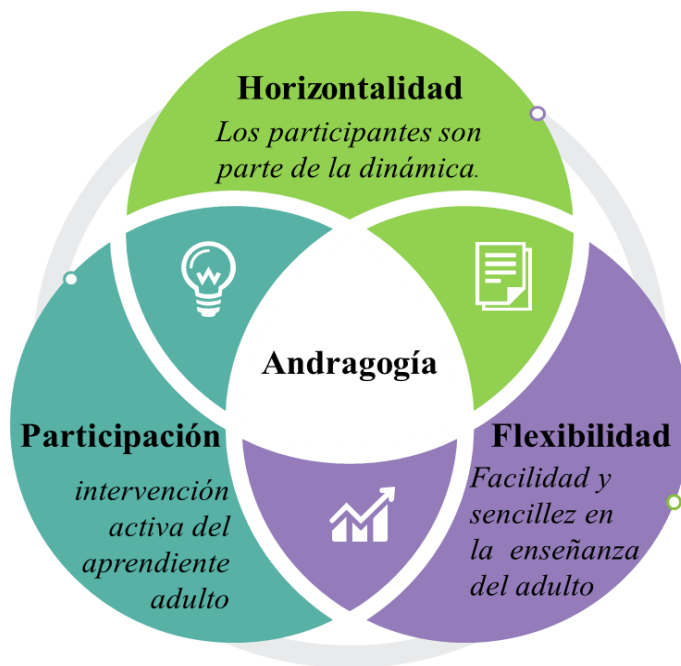 Horizontalidad
Los participantes son
parte de la dinámica.
Andragogía
Participación
intervención
activa del
aprendiente
adulto
Flexibilidad
Facilidad y
sencillez en
la enseñanza
del adulto